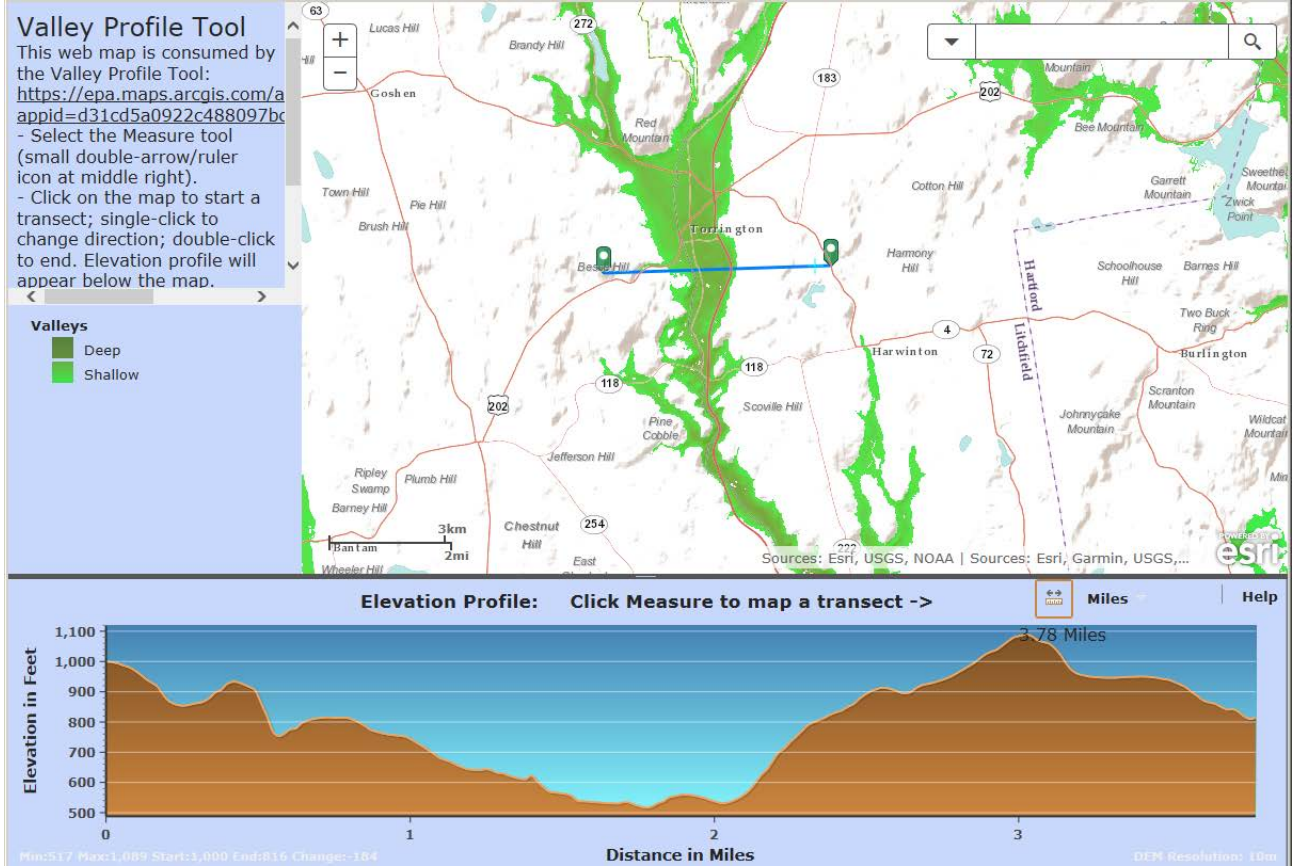 Valley Profile Tool
This web map is consumed by
the Valley Profile Tool:
https://epa.maps.arcgis.com/a
appid=d31cd5a0922c488097bc
- Select the Measure tool
(small double-arrow/ruler
icon at middle right).
- Click on the map to start a
transect; single-click to
change direction; double-click
to end. Elevation profile will
appear below the map.
Valleys
Deep
Shallow
63
Lucas Hill
272
Brandy Hill
Goshen
183
Mountain
202
Red
Mountain
Bee Mountain
Town Hill
Pie Hill
Brush Hill
Cotton Hill
Garrett
Mountain
Zwick
Point
Torrington
Harmony
Hill
Schoolhouse
Hill
Barnes Hill
Hartford
Litchfield
Two Buck
Ring
4
Harwinton
72
Burlington
118
118
202
Scoville Hill
Scranton
Mountain
Johnnycake
Mountain
Wildcat
Mountain
Pine
Cobble
Jefferson Hill
Ripley
Swamp
Plumb Hill
Barney Hill
3km
2mi
Bantam
Chestnut
Hill
254
East
222
Wheeler Hill
Sources: Esri, USGS, NOAA | Sources: Esri, Garmin, USGS,...
POWERED BY
esri
Elevation Profile: Click Measure to map a transect -> Miles Help
3.78 Miles
Elevation in Feet
1,100
1,000
900
800
700
600
500
0 1 2 3
Distance in Miles
Min:517 Max:1,089 Start:1,000 End:816 Change:-184
DEM Resolution: 10m